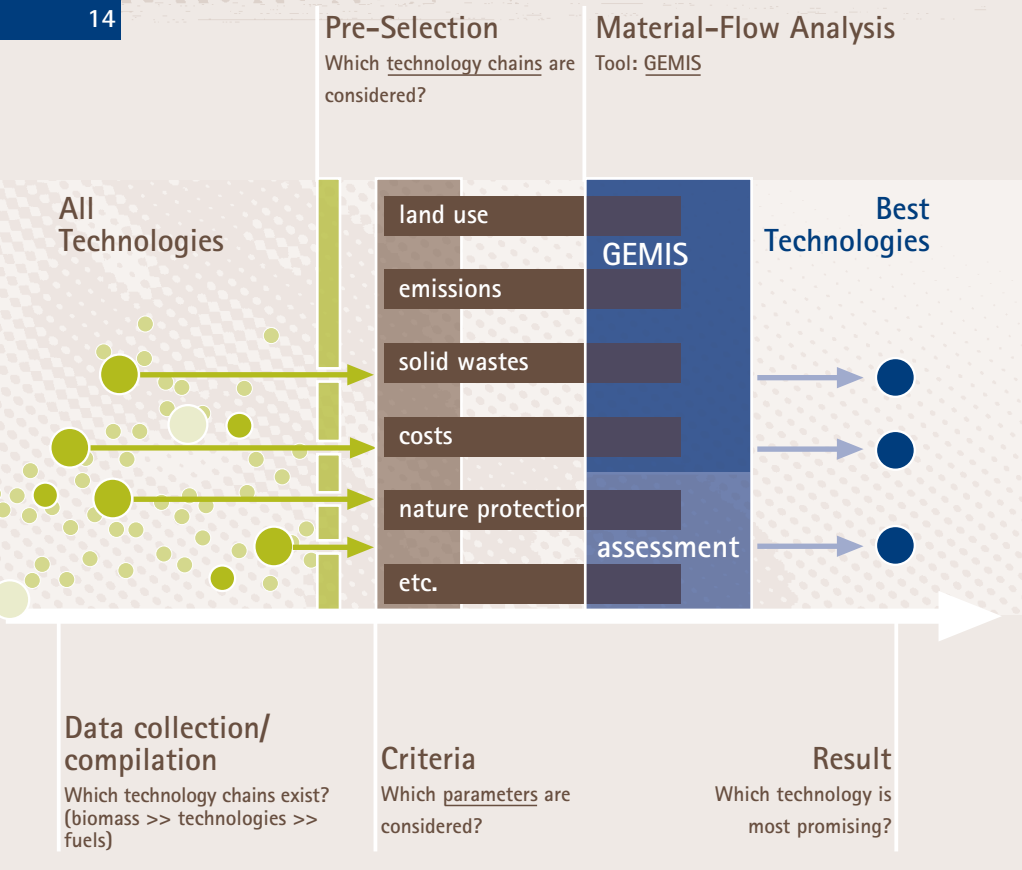 14
Pre-Selection
Which technology chains are
considered?
Material-Flow Analysis
Tool: GEMIS
All
Technologies
land use
emissions
solid wastes
costs
nature protection
etc.
GEMIS
assessment
Best
Technologies
Data collection/
compilation
Which technology chains exist?
(biomass >> technologies >>
fuels)
Criteria
Which parameters are
considered?
Result
Which technology is
most promising?